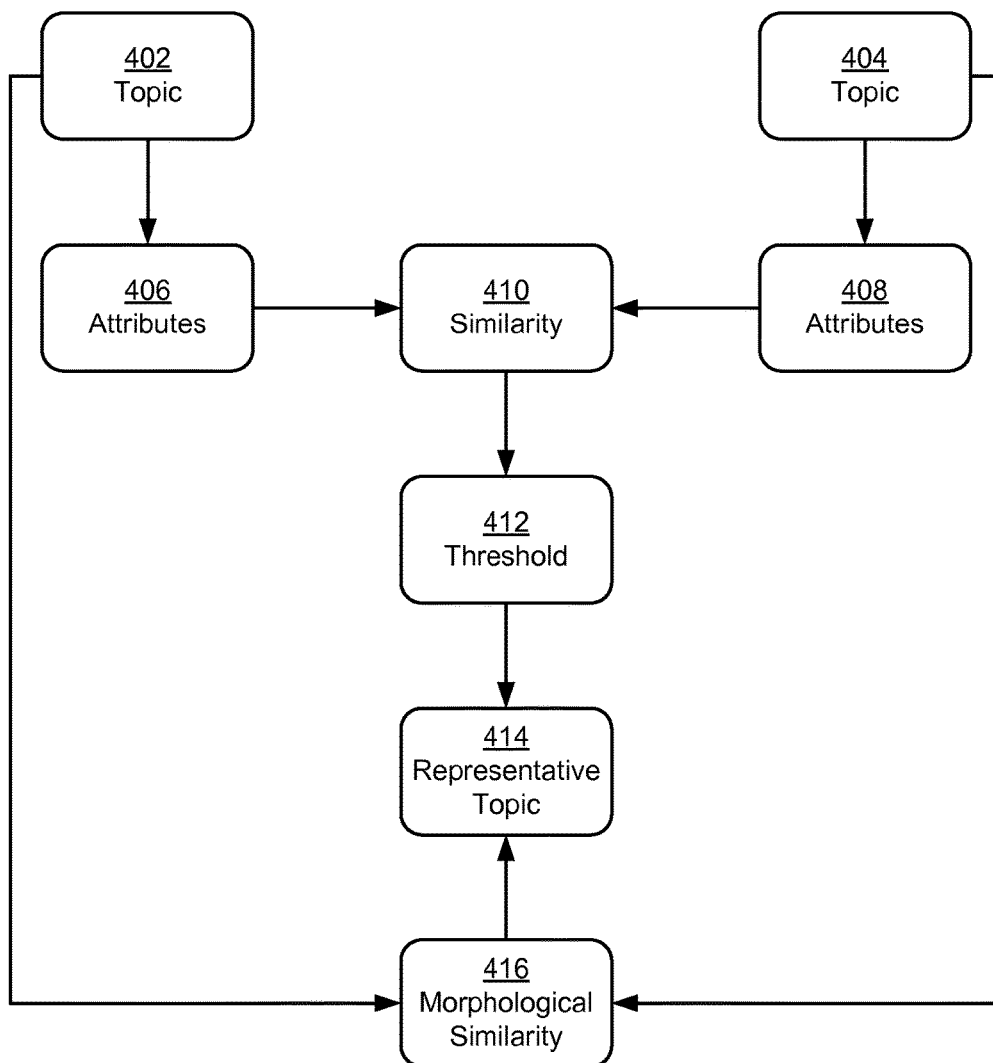 402
Topic
404
Topic
406
Attributes
410
Similarity
408
Attributes
412
Threshold
414
Representative
Topic
416
Morphological
Similarity